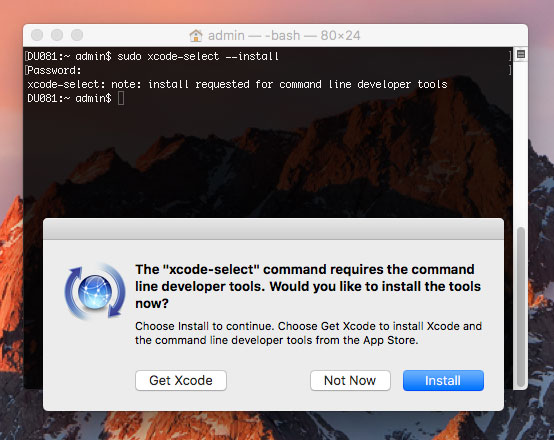 admin — -bash — 80×24
[DU081:~ admin$ sudo xcode-select --install]
[Password:]
xcode-select: note: install requested for command line developer tools
DU081:~ admin$
The "xcode-select" command requires the command
line developer tools. Would you like to install the tools
now?
Choose Install to continue. Choose Get Xcode to install Xcode and
the command line developer tools from the App Store.
Get Xcode Not Now Install